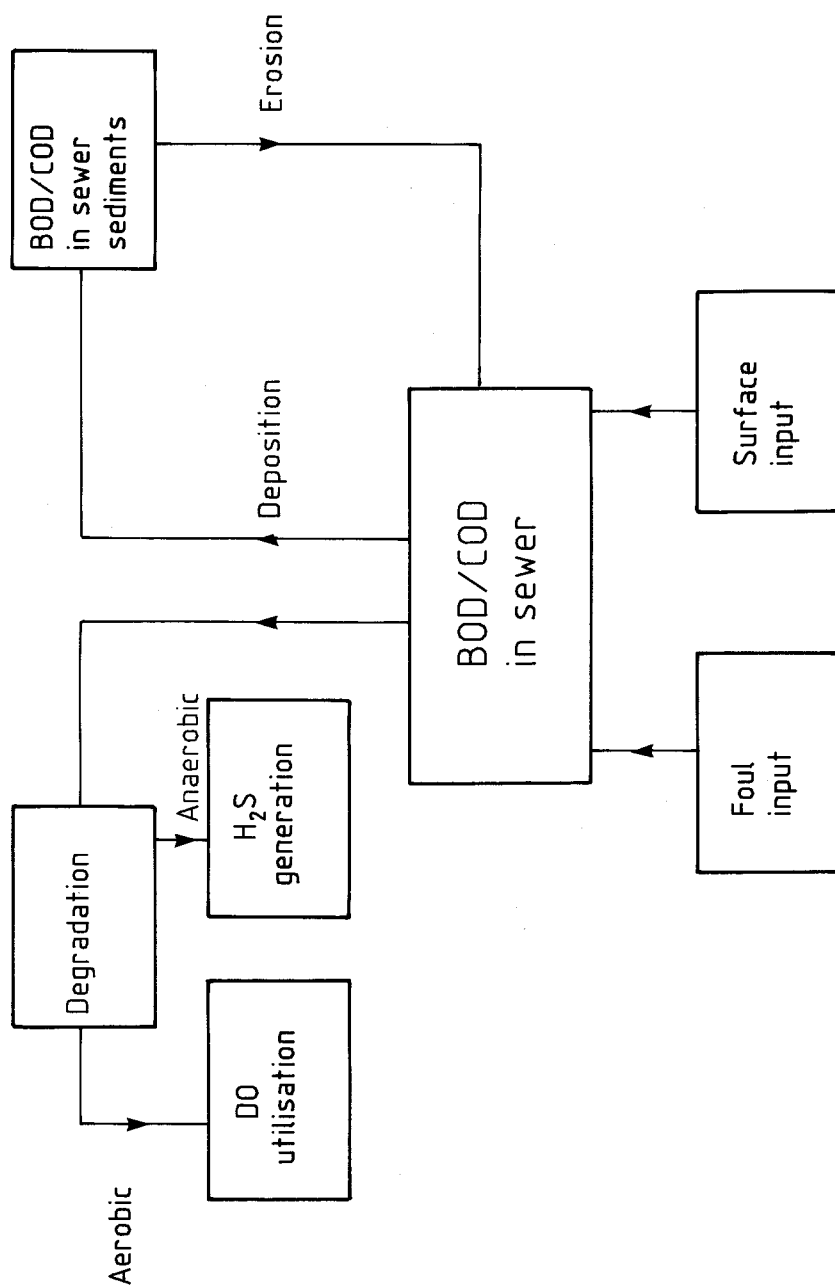 Aerobic
DO
utilisation
Degradation
Anaerobic
H₂S
generation
Deposition
BOD/COD
in sewer
sediments
Erosion
BOD/COD
in sewer
Foul
input
Surface
input